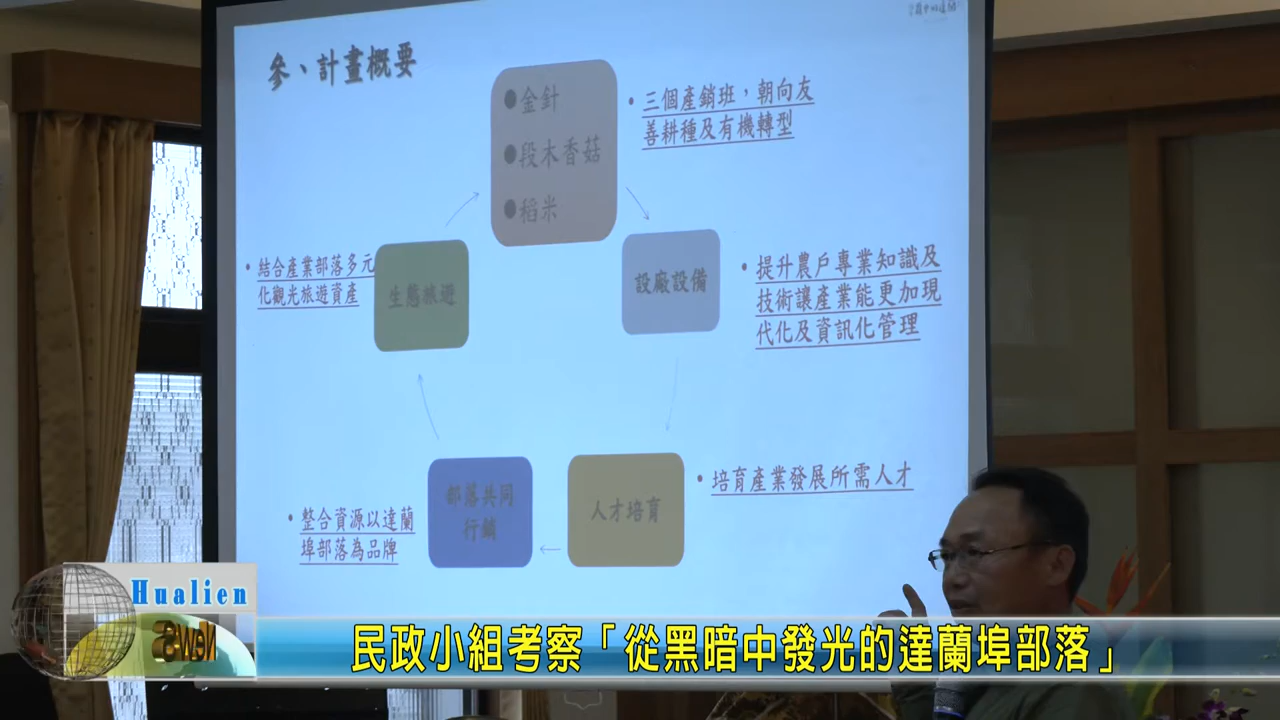 參、計畫概要
●金針
●段木香菇
●稻米
• 三個產銷班，朝向友
善耕種及有機轉型
設廠設備
• 提升農戶專業知識及
技術讓產業能更加現
代化及資訊化管理
人才培育
• 培育產業發展所需人才
部落共同
行銷
• 整合資源以達蘭
埠部落為品牌
生態旅遊
• 結合產業部落多元
化觀光旅遊資產
Hualien
News
民政小組考察「從黑暗中發光的達蘭埠部落」